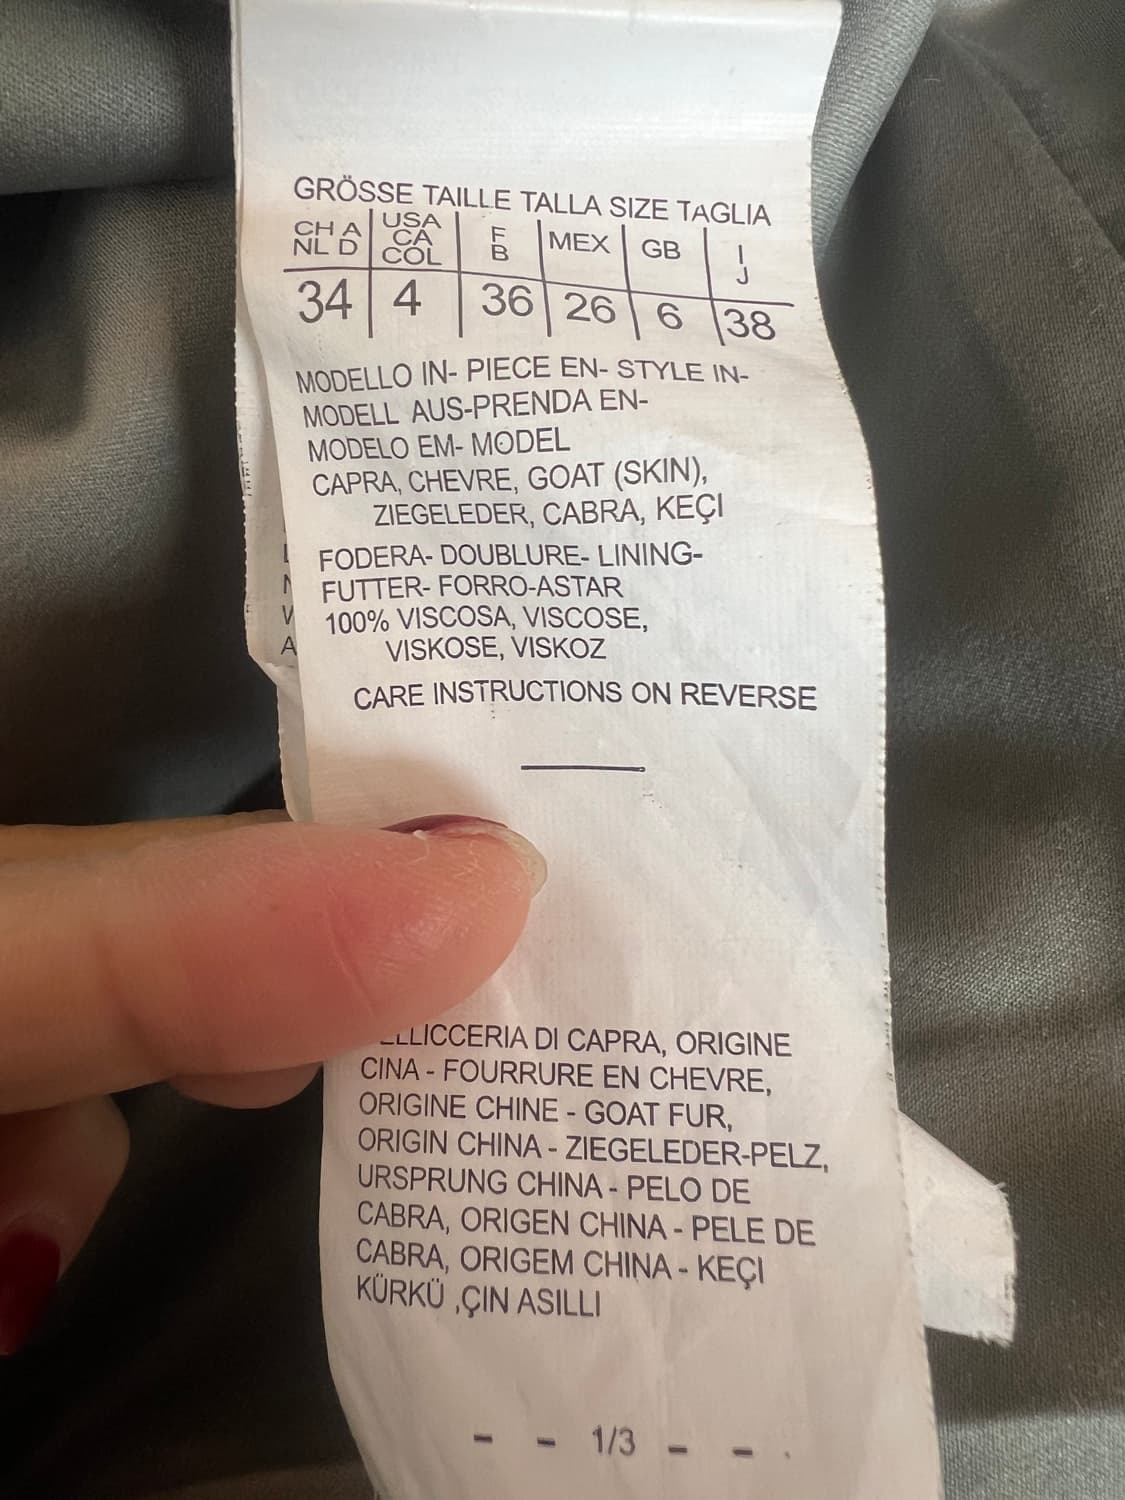 GRÖSSE TAILLE TALLA SIZE TAGLIA
CH A NL D USA CA COL F B MEX GB I J
34 4 36 26 6 38
MODELLO IN- PIECE EN- STYLE IN-
MODELL AUS-PRENDA EN-
MODELO EM- MODEL
CAPRA, CHEVRE, GOAT (SKIN),
ZIEGELEDER, CABRA, KEÇI
FODERA- DOUBLURE- LINING-
FUTTER- FORRO-ASTAR
100% VISCOSA, VISCOSE,
VISKOSE, VISKOZ
CARE INSTRUCTIONS ON REVERSE
DI CAPRA, ORIGINE
CINA - FOURRURE EN CHEVRE,
ORIGINE CHINE - GOAT FUR,
ORIGIN CHINA - ZIEGELEDER-PELZ,
URSPRUNG CHINA - PELO DE
CABRA, ORIGEN CHINA - PELE DE
CABRA, ORIGEM CHINA - KEÇI
KÜRKÜ ,ÇIN ASILLI
- - 1/3 - - .